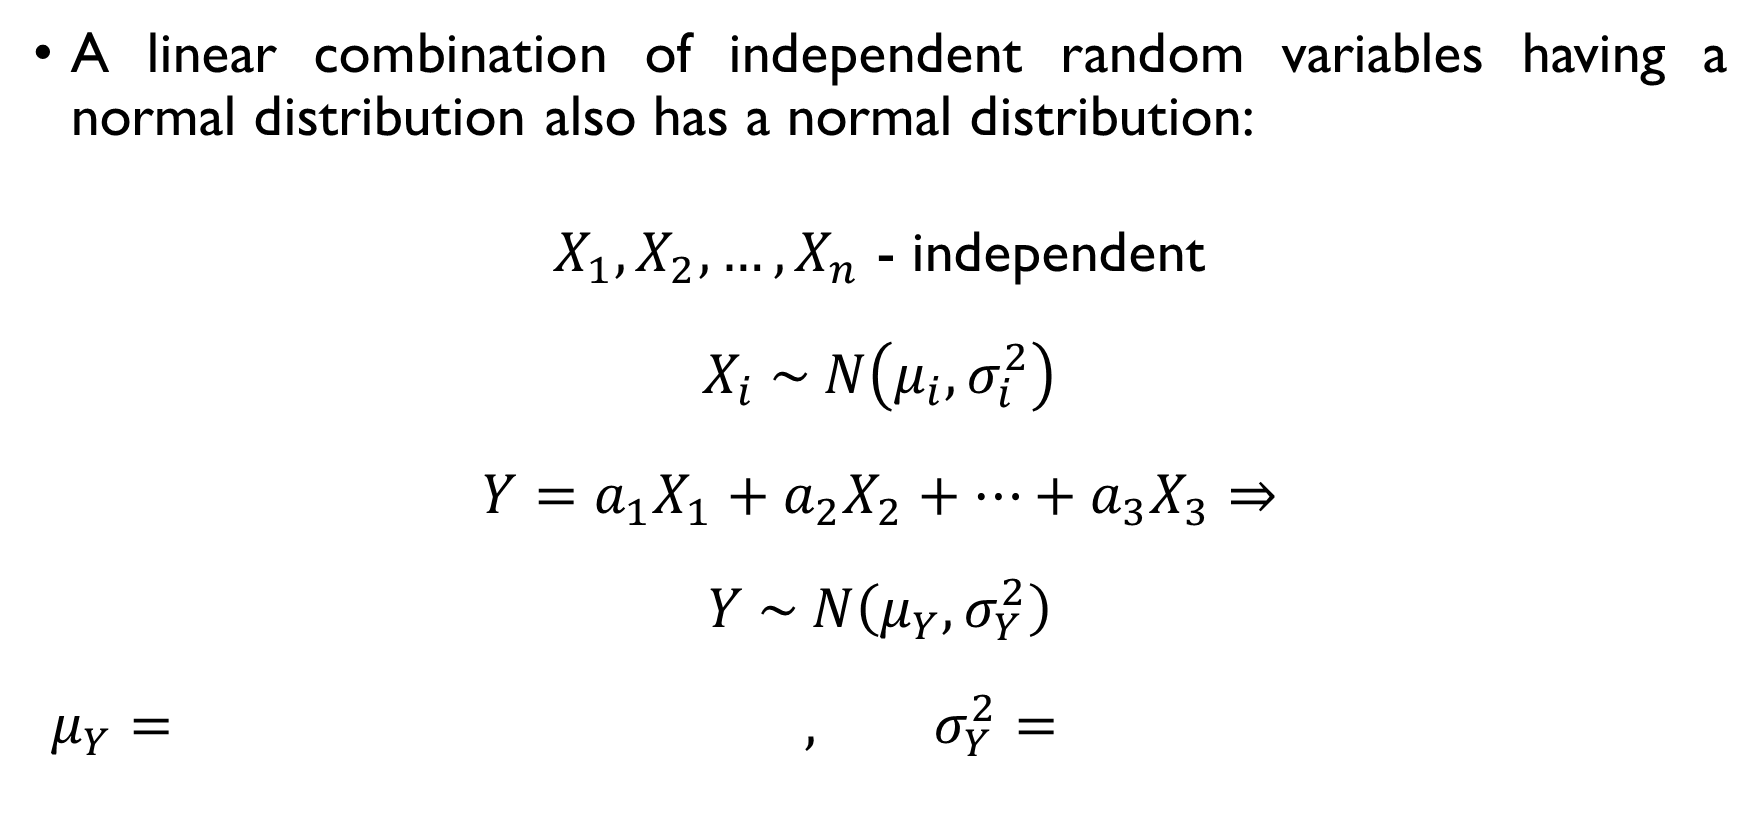 • A linear combination of independent random variables having a
normal distribution also has a normal distribution:
X₁, X₂, … , Xₙ - independent
Xᵢ ~ N(μᵢ, σᵢ²)
Y = a₁X₁ + a₂X₂ + ⋯ + a₃X₃ ⇒
Y ~ N(μ_Y, σ_Y²)
μ_Y = , σ_Y² =